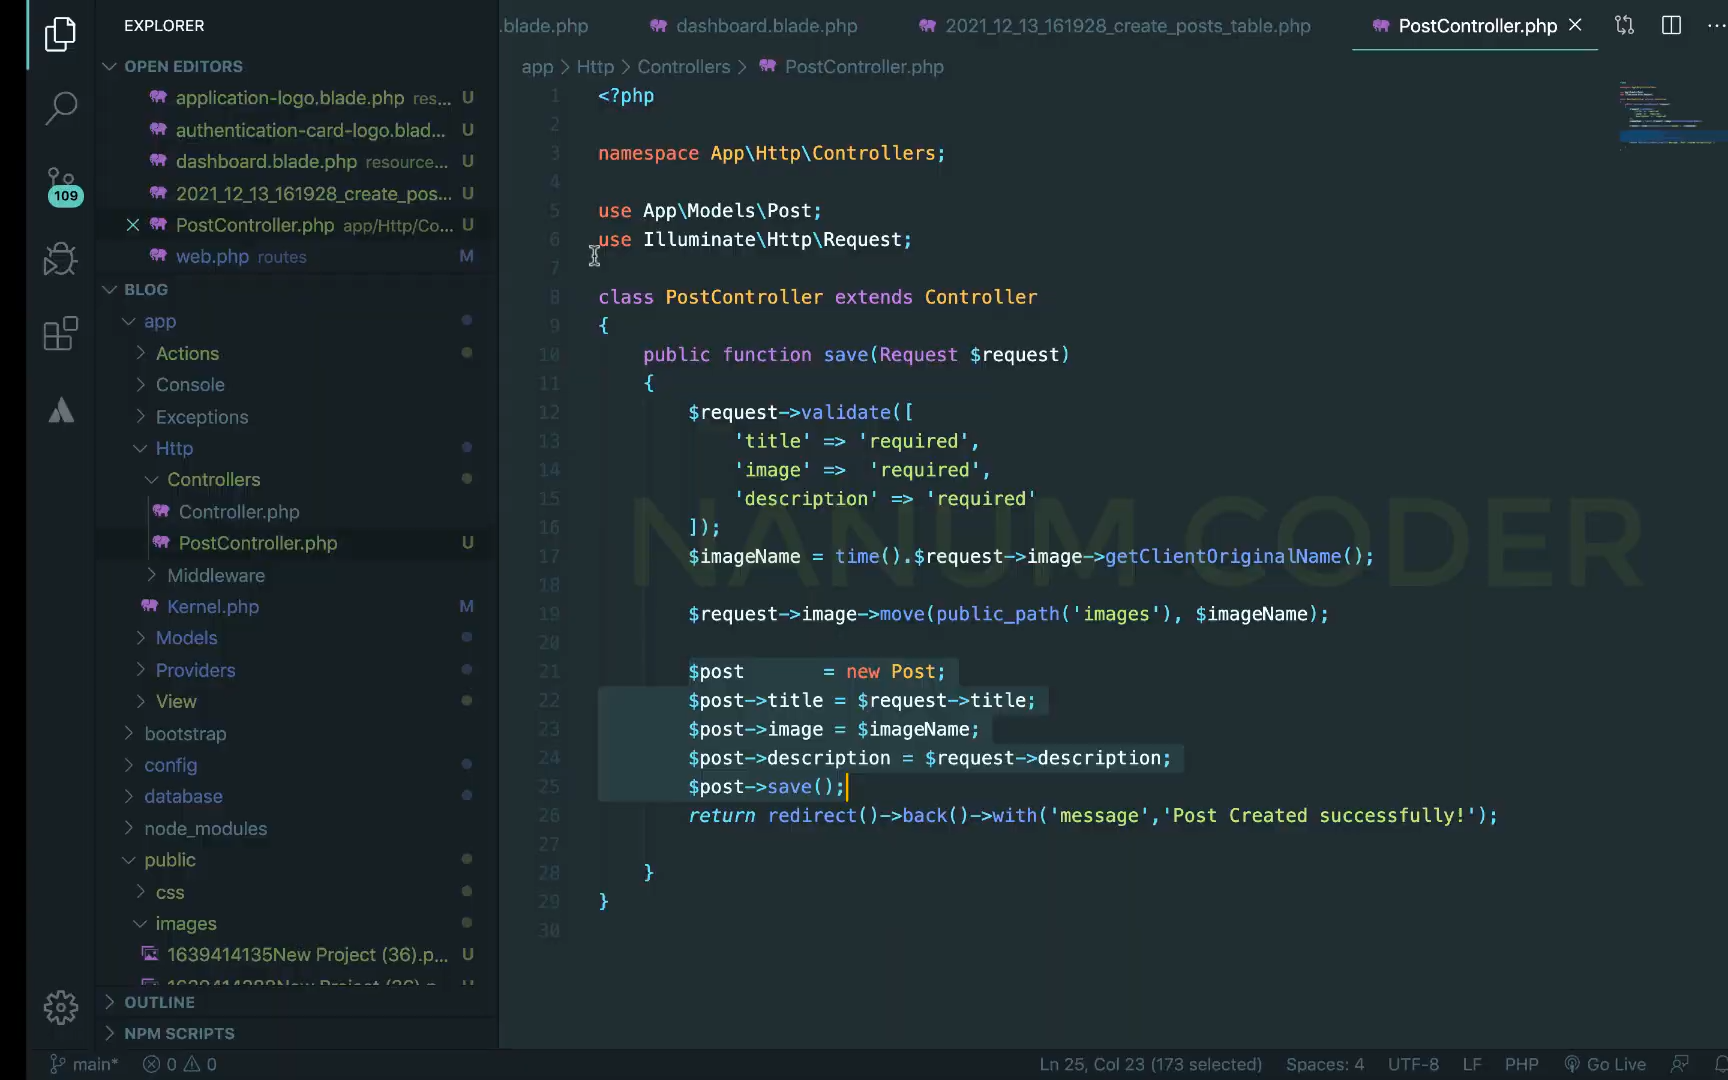 EXPLORER
.blade.php
dashboard.blade.php
2021_12_13_161928_create_posts_table.php
PostController.php
OPEN EDITORS
application-logo.blade.php res... U
authentication-card-logo.blad... U
dashboard.blade.php resource... U
2021_12_13_161928_create_pos... U
PostController.php app/Http/Co... U
web.php routes M
BLOG
app
Actions
Console
Exceptions
Http
Controllers
Controller.php
PostController.php U
Middleware
Kernel.php M
Models
Providers
View
bootstrap
config
database
node_modules
public
css
images
1639414135New Project (36).p... U
OUTLINE
NPM SCRIPTS
109
app > Http > Controllers > PostController.php
1 <?php
2
3 namespace App\Http\Controllers;
4
5 use App\Models\Post;
6 use Illuminate\Http\Request;
7
8 class PostController extends Controller
9 {
10 public function save(Request $request)
11 {
12 $request->validate([
13 'title' => 'required',
14 'image' => 'required',
15 'description' => 'required'
16 ]);
17 $imageName = time().$request->image->getClientOriginalName();
18
19 $request->image->move(public_path('images'), $imageName);
20
21 $post = new Post;
22 $post->title = $request->title;
23 $post->image = $imageName;
24 $post->description = $request->description;
25 $post->save();
26 return redirect()->back()->with('message','Post Created successfully!');
27
28 }
29 }
30
NANUM CODER
main* 0 0
Ln 25, Col 23 (173 selected) Spaces: 4 UTF-8 LF PHP Go Live